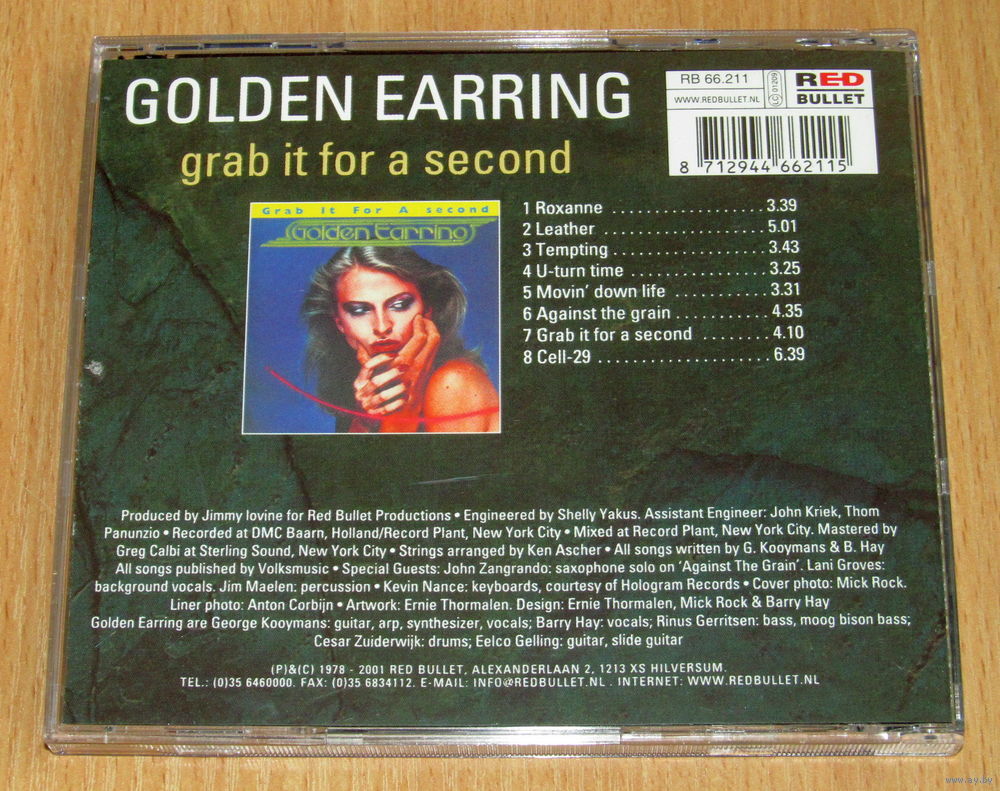 GOLDEN EARRING
grab it for a second
RB 66.211
WWW.REDBULLET.NL
LC 01209
RED
BULLET
8 712944 662115
Grab It For A second
Golden Earring
1 Roxanne . . . . . . . . . . . . . . . . . 3.39
2 Leather . . . . . . . . . . . . . . . . . . 5.01
3 Tempting . . . . . . . . . . . . . . . . . 3.43
4 U-turn time . . . . . . . . . . . . . . . 3.25
5 Movin' down life . . . . . . . . . . . 3.31
6 Against the grain . . . . . . . . . . . 4.35
7 Grab it for a second . . . . . . . . 4.10
8 Cell-29 . . . . . . . . . . . . . . . . . . . 6.39
Produced by Jimmy Iovine for Red Bullet Productions • Engineered by Shelly Yakus. Assistant Engineer: John Kriek, Thom
Panunzio • Recorded at DMC Baarn, Holland/Record Plant, New York City • Mixed at Record Plant, New York City. Mastered by
Greg Calbi at Sterling Sound, New York City • Strings arranged by Ken Ascher • All songs written by G. Kooymans & B. Hay
All songs published by Volksmusic • Special Guests: John Zangrando: saxophone solo on 'Against The Grain'. Lani Groves:
background vocals. Jim Maelen: percussion • Kevin Nance: keyboards, courtesy of Hologram Records • Cover photo: Mick Rock.
Liner photo: Anton Corbijn • Artwork: Ernie Thormalen. Design: Ernie Thormalen, Mick Rock & Barry Hay
Golden Earring are George Kooymans: guitar, arp, synthesizer, vocals; Barry Hay: vocals; Rinus Gerritsen: bass, moog bison bass;
Cesar Zuiderwijk: drums; Eelco Gelling: guitar, slide guitar
(P)&(C) 1978 - 2001 RED BULLET, ALEXANDERLAAN 2, 1213 XS HILVERSUM.
TEL.: (0)35 6460000. FAX: (0)35 6834112. E-MAIL: INFO@REDBULLET.NL . INTERNET: WWW.REDBULLET.NL
www.ay.by